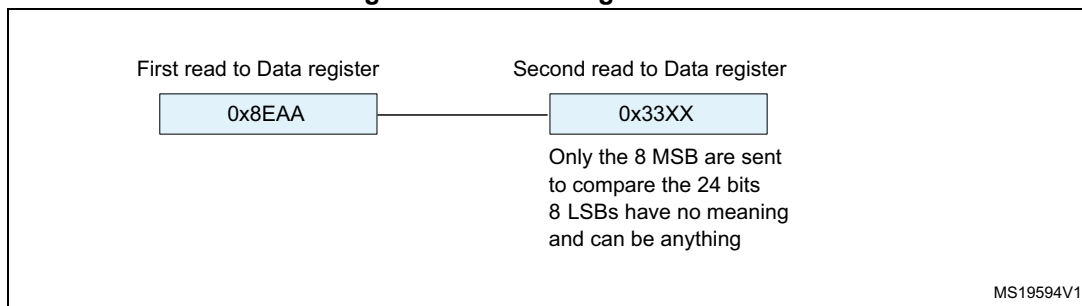 First read to Data register
Second read to Data register
0x8EAA
0x33XX
Only the 8 MSB are sent
to compare the 24 bits
8 LSBs have no meaning
and can be anything
MS19594V1